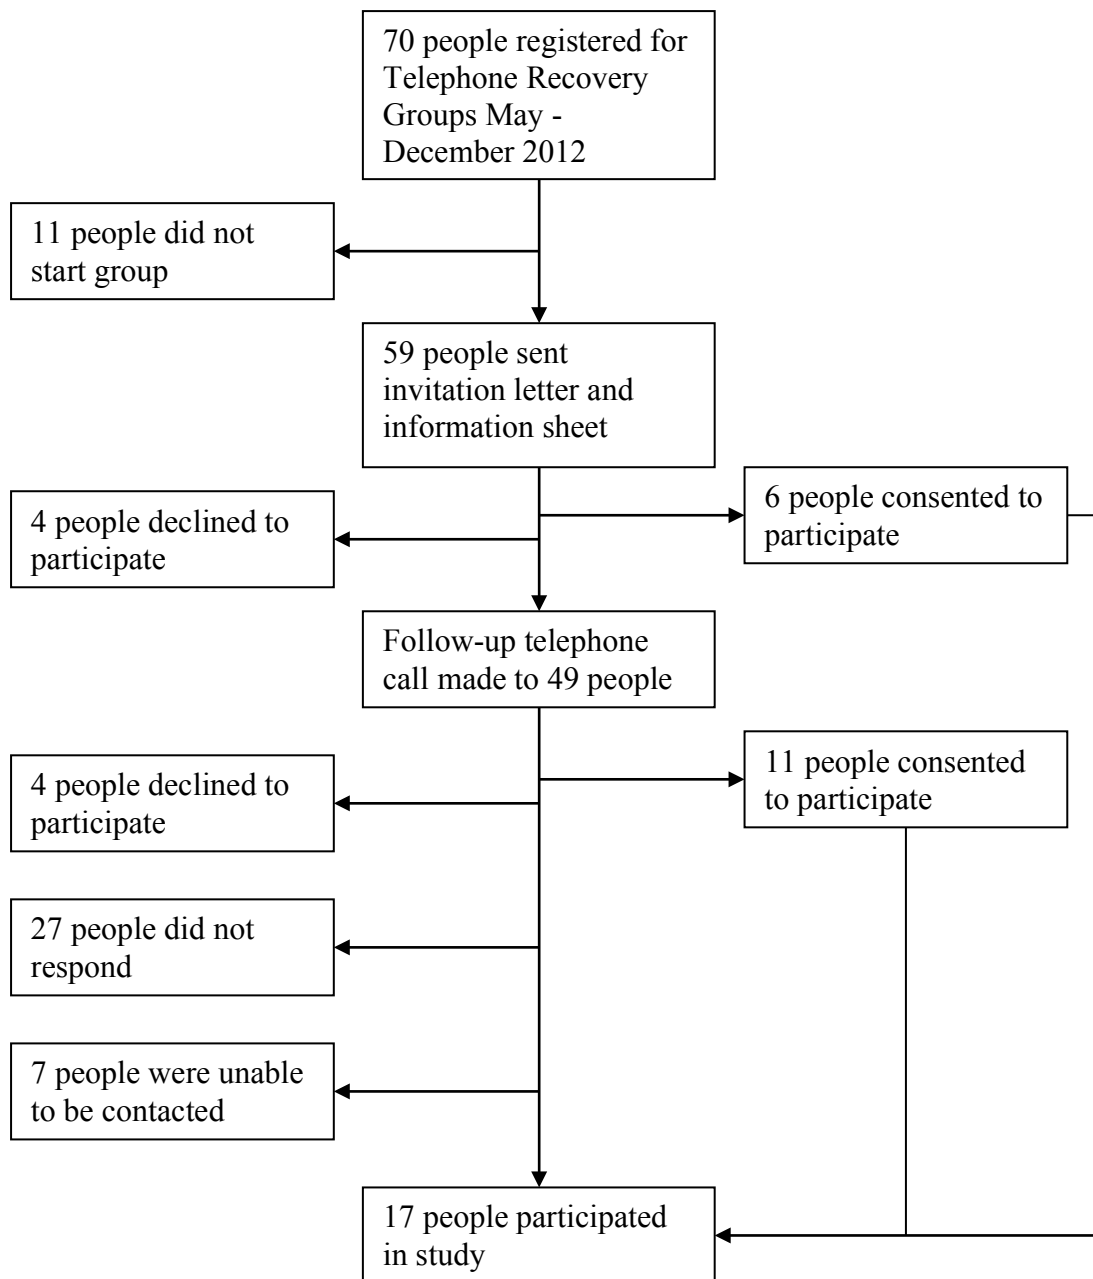 70 people registered for
Telephone Recovery
Groups May -
December 2012
11 people did not
start group
59 people sent
invitation letter and
information sheet
4 people declined to
participate
6 people consented to
participate
Follow-up telephone
call made to 49 people
4 people declined to
participate
11 people consented
to participate
27 people did not
respond
7 people were unable
to be contacted
17 people participated
in study